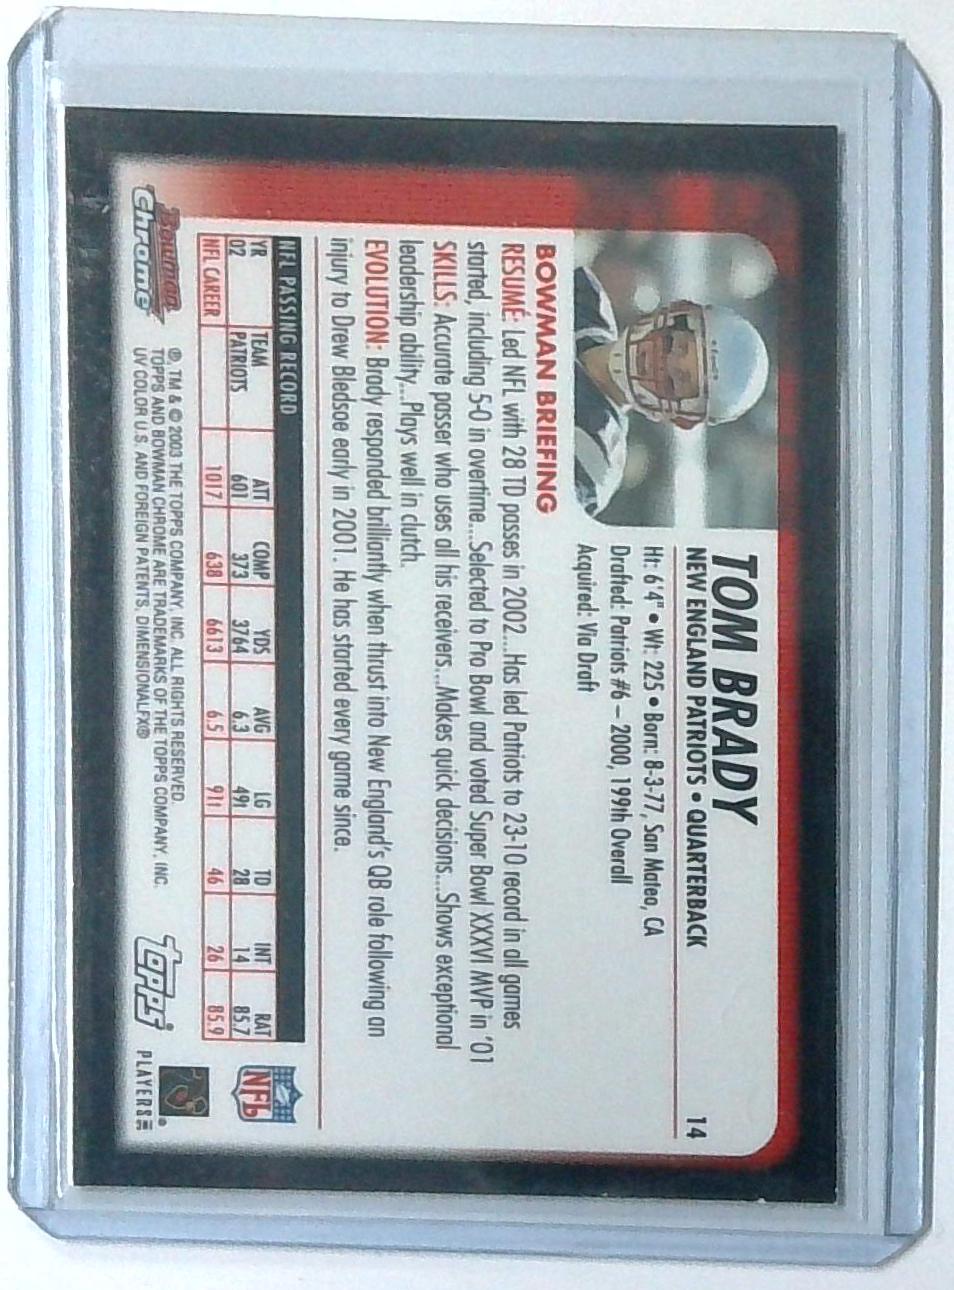 TOM BRADY
NEW ENGLAND PATRIOTS • QUARTERBACK
14
Ht: 6'4" • Wt: 225 • Born: 8-3-77, San Mateo, CA
Drafted: Patriots #6 – 2000, 199th Overall
Acquired: Via Draft
BOWMAN BRIEFING
RESUMÉ: Led NFL with 28 TD passes in 2002...Has led Patriots to 23-10 record in all games
started, including 5-0 in overtime...Selected to Pro Bowl and voted Super Bowl XXXVI MVP in '01
SKILLS: Accurate passer who uses all his receivers...Makes quick decisions...Shows exceptional
leadership ability...Plays well in clutch.
EVOLUTION: Brady responded brilliantly when thrust into New England's QB role following an
injury to Drew Bledsoe early in 2001. He has started every game since.
NFL PASSING RECORD
YR TEAM ATT COMP YDS AVG LG TD INT RAT
02 PATRIOTS 601 373 3764 6.3 49t 28 14 85.7
NFL CAREER 1017 638 6613 6.5 91t 46 26 85.9
Bowman
Chrome
®, TM & © 2003 THE TOPPS COMPANY, INC. ALL RIGHTS RESERVED.
TOPPS AND BOWMAN CHROME ARE TRADEMARKS OF THE TOPPS COMPANY, INC.
UV COLOR U.S. AND FOREIGN PATENTS. DIMENSIONALFX®
topps
NFL
PLAYERS